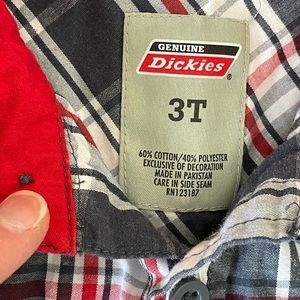 GENUINE
Dickies®
3T
60% COTTON/40% POLYESTER
EXCLUSIVE OF DECORATION
MADE IN PAKISTAN
CARE IN SIDE SEAM
RN123187